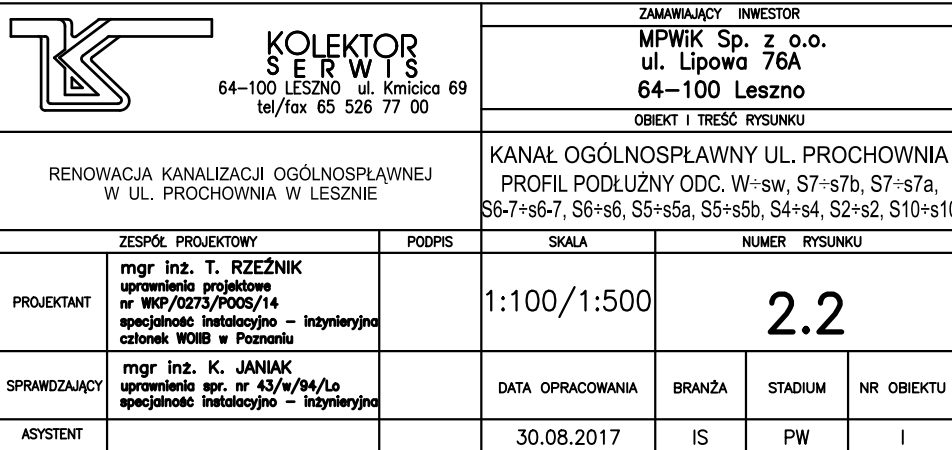 KOLEKTOR
SERWIS
64-100 LESZNO ul. Kmicica 69
tel/fax 65 526 77 00
ZAMAWIAJĄCY INWESTOR
MPWiK Sp. z o.o.
ul. Lipowa 76A
64-100 Leszno
OBIEKT I TREŚĆ RYSUNKU
RENOWACJA KANALIZACJI OGÓLNOSPŁĄWNEJ
W UL. PROCHOWNIA W LESZNIE
KANAŁ OGÓLNOSPŁAWNY UL. PROCHOWNIA
PROFIL PODŁUŻNY ODC. W÷sw, S7÷s7b, S7÷s7a,
S6-7÷s6-7, S6÷s6, S5÷s5a, S5÷s5b, S4÷s4, S2÷s2, S10÷s10
ZESPÓŁ PROJEKTOWY
PODPIS
SKALA
NUMER RYSUNKU
PROJEKTANT
mgr inż. T. RZEŹNIK
uprawnienia projektowe
nr WKP/0273/POOS/14
specjalność instalacyjno – inżynieryjna
członek WOIIB w Poznaniu
1:100/1:500
2.2
SPRAWDZAJĄCY
mgr inż. K. JANIAK
uprawnienia spr. nr 43/w/94/Lo
specjalność instalacyjno – inżynieryjna
DATA OPRACOWANIA
BRANŻA
STADIUM
NR OBIEKTU
ASYSTENT
30.08.2017
IS
PW
I